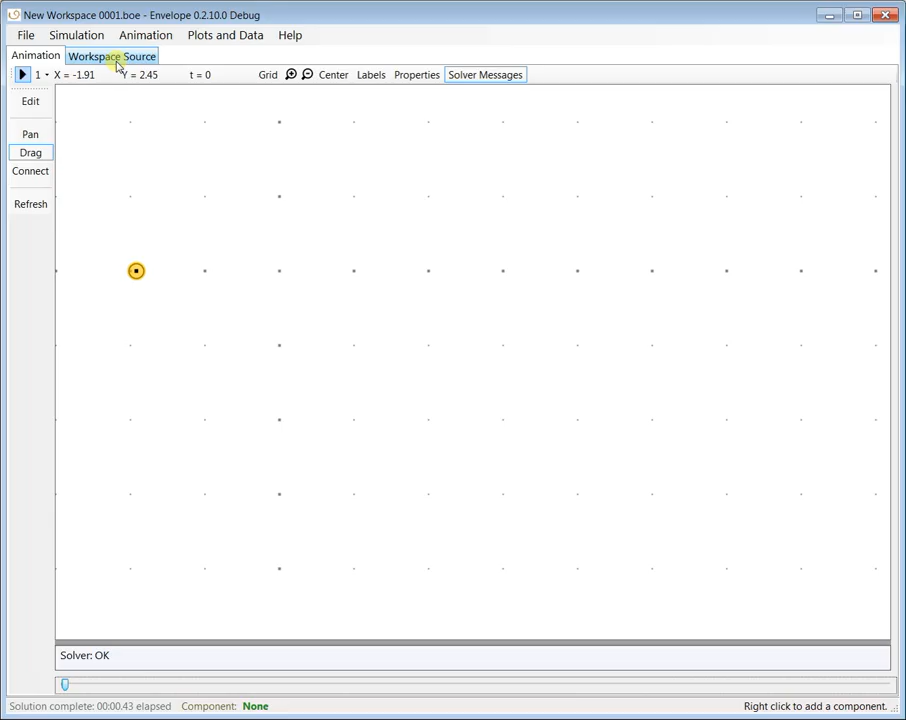 New Workspace 0001.boe - Envelope 0.2.10.0 Debug
File Simulation Animation Plots and Data Help
Animation Workspace Source
1 X = -1.91 Y = 2.45 t = 0 Grid Center Labels Properties Solver Messages
Edit
Pan
Drag
Connect
Refresh
Solver: OK
Solution complete: 00:00.43 elapsed Component: None Right click to add a component.